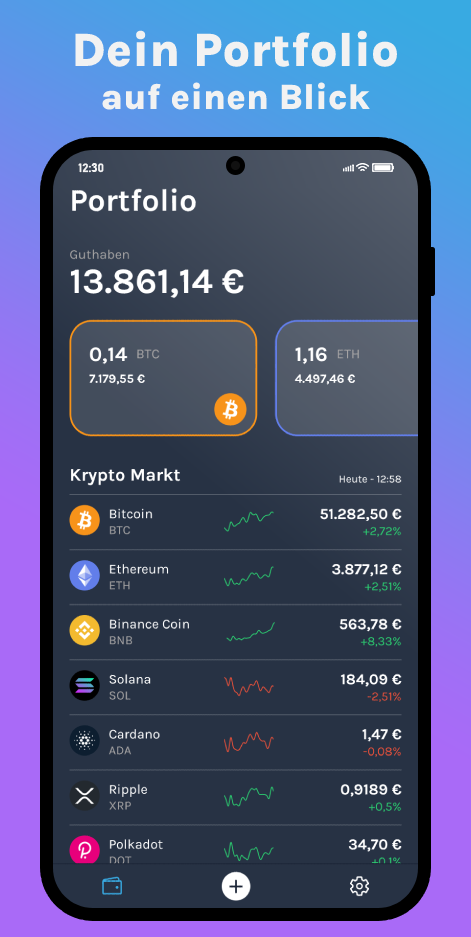 Dein Portfolio
auf einen Blick
12:30
Portfolio
Guthaben
13.861,14 €
0,14 BTC
7.179,55 €
1,16 ETH
4.497,46 €
Krypto Markt
Heute - 12:58
Bitcoin
BTC
51.282,50 €
+2,72%
Ethereum
ETH
3.877,12 €
+2,51%
Binance Coin
BNB
563,78 €
+8,33%
Solana
SOL
184,09 €
-2,51%
Cardano
ADA
1,47 €
-0,08%
Ripple
XRP
0,9189 €
+0,5%
Polkadot
DOT
34,70 €
+0,1%